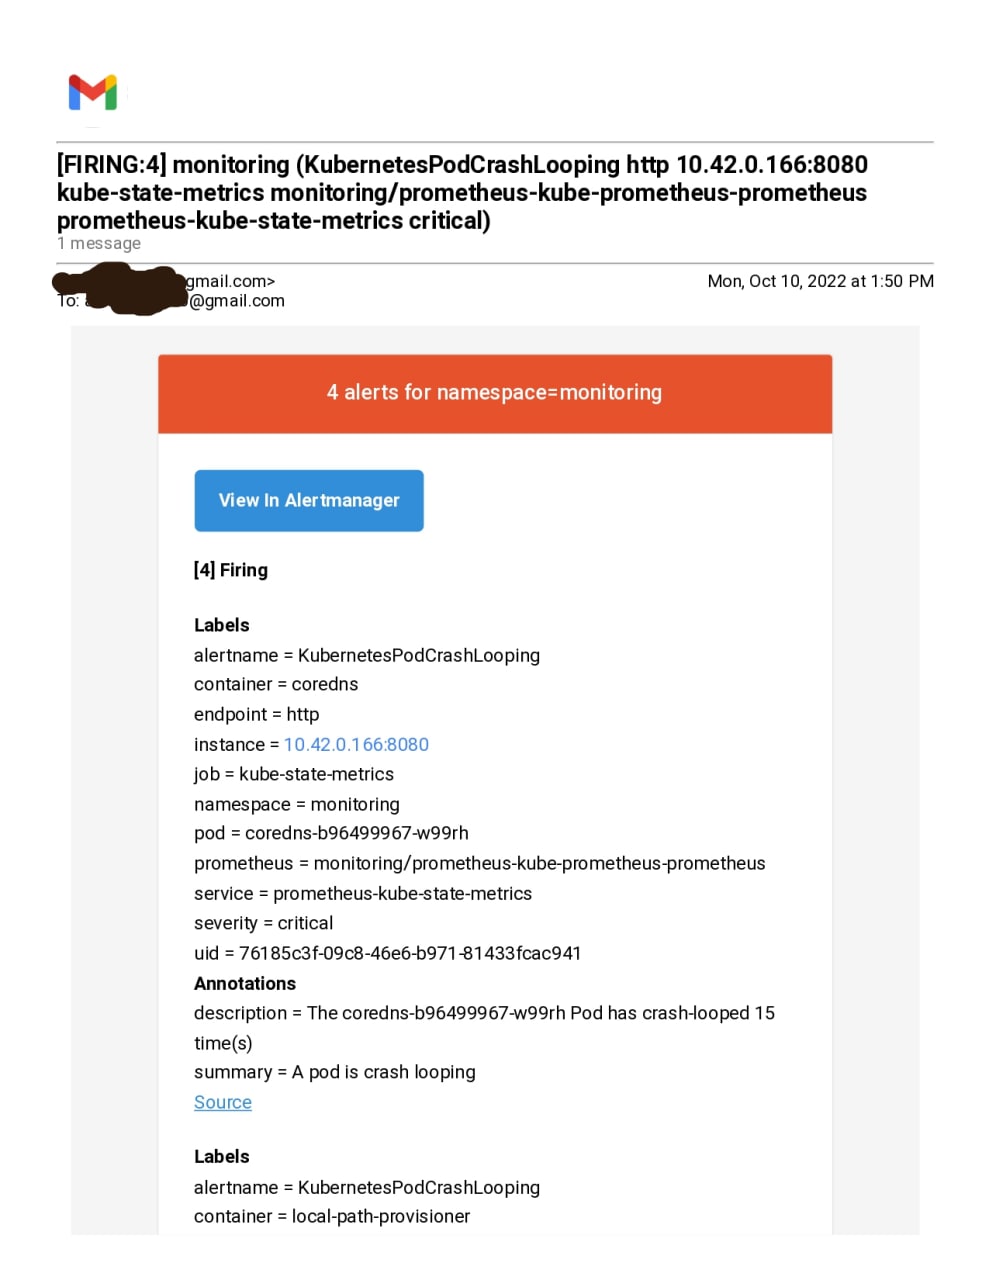 [FIRING:4] monitoring (KubernetesPodCrashLooping http 10.42.0.166:8080
kube-state-metrics monitoring/prometheus-kube-prometheus-prometheus
prometheus-kube-state-metrics critical)
1 message
gmail.com>
Mon, Oct 10, 2022 at 1:50 PM
To: @gmail.com
4 alerts for namespace=monitoring
View In Alertmanager
[4] Firing
Labels
alertname = KubernetesPodCrashLooping
container = coredns
endpoint = http
instance = 10.42.0.166:8080
job = kube-state-metrics
namespace = monitoring
pod = coredns-b96499967-w99rh
prometheus = monitoring/prometheus-kube-prometheus-prometheus
service = prometheus-kube-state-metrics
severity = critical
uid = 76185c3f-09c8-46e6-b971-81433fcac941
Annotations
description = The coredns-b96499967-w99rh Pod has crash-looped 15
time(s)
summary = A pod is crash looping
Source
Labels
alertname = KubernetesPodCrashLooping
container = local-path-provisioner